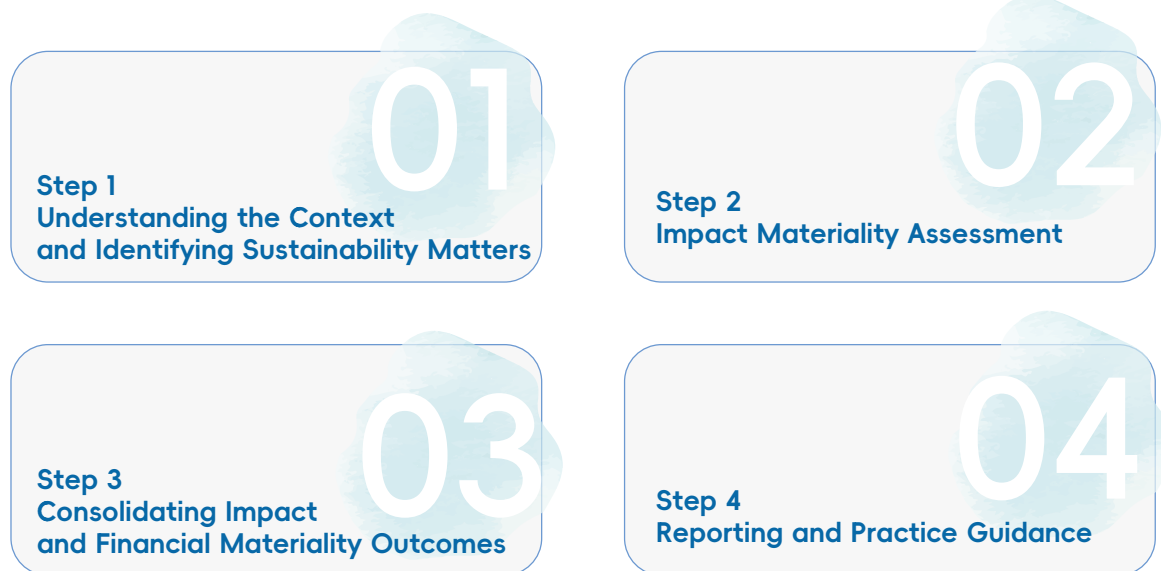 01
Step 1
Understanding the Context
and Identifying Sustainability Matters
02
Step 2
Impact Materiality Assessment
03
Step 3
Consolidating Impact
and Financial Materiality Outcomes
04
Step 4
Reporting and Practice Guidance